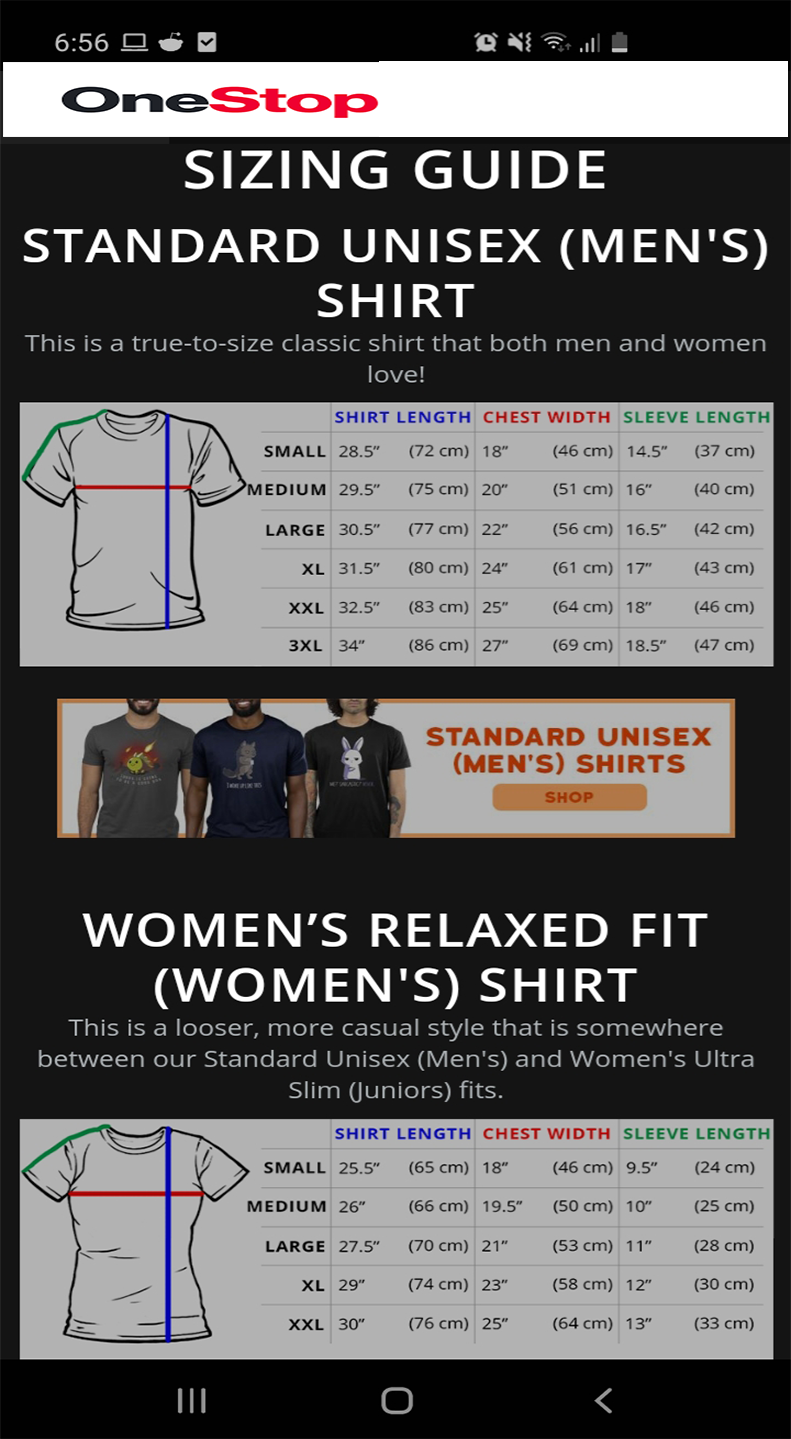 6:56
OneStop
SIZING GUIDE
STANDARD UNISEX (MEN'S)
SHIRT
This is a true-to-size classic shirt that both men and women
love!
SHIRT LENGTH CHEST WIDTH SLEEVE LENGTH
SMALL 28.5” (72 cm) 18” (46 cm) 14.5” (37 cm)
MEDIUM 29.5” (75 cm) 20” (51 cm) 16” (40 cm)
LARGE 30.5” (77 cm) 22” (56 cm) 16.5” (42 cm)
XL 31.5” (80 cm) 24” (61 cm) 17” (43 cm)
XXL 32.5” (83 cm) 25” (64 cm) 18” (46 cm)
3XL 34” (86 cm) 27” (69 cm) 18.5” (47 cm)
STANDARD UNISEX
(MEN'S) SHIRTS
SHOP
WOMEN’S RELAXED FIT
(WOMEN'S) SHIRT
This is a looser, more casual style that is somewhere
between our Standard Unisex (Men's) and Women's Ultra
Slim (Juniors) fits.
SHIRT LENGTH CHEST WIDTH SLEEVE LENGTH
SMALL 25.5” (65 cm) 18” (46 cm) 9.5” (24 cm)
MEDIUM 26” (66 cm) 19.5” (50 cm) 10” (25 cm)
LARGE 27.5” (70 cm) 21” (53 cm) 11” (28 cm)
XL 29” (74 cm) 23” (58 cm) 12” (30 cm)
XXL 30” (76 cm) 25” (64 cm) 13” (33 cm)